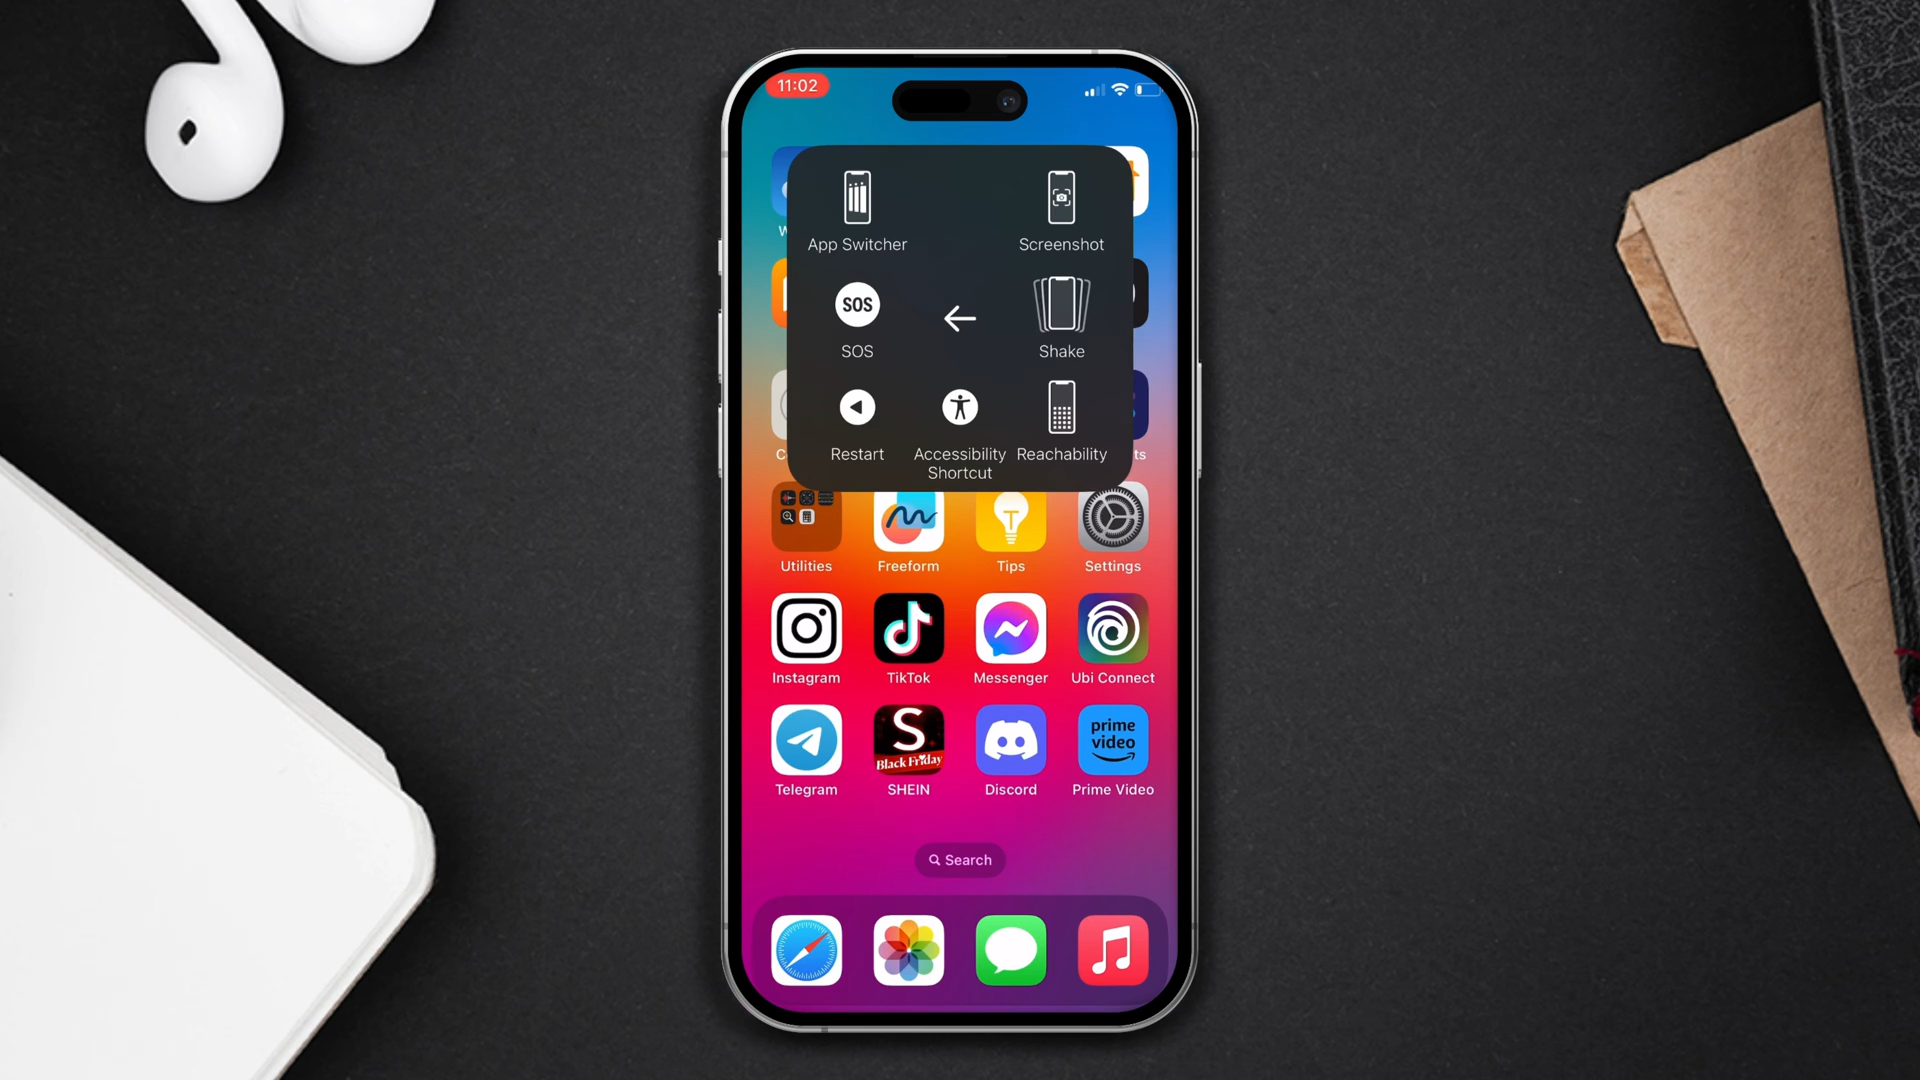 11:02
App Switcher
Screenshot
SOS
SOS
Shake
Restart
Accessibility
Shortcut
Reachability
W
C
ts
Utilities
Freeform
Tips
Settings
Instagram
TikTok
Messenger
Ubi Connect
S
Black Friday
prime
video
Telegram
SHEIN
Discord
Prime Video
Search